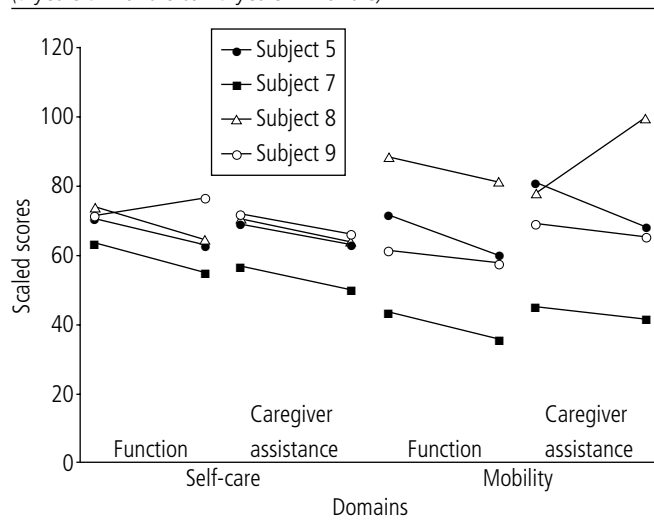 Subject 5
Subject 7
Subject 8
Subject 9
Scaled scores
120
100
80
60
40
20
0
Function
Caregiver
assistance
Function
Caregiver
assistance
Self-care
Mobility
Domains